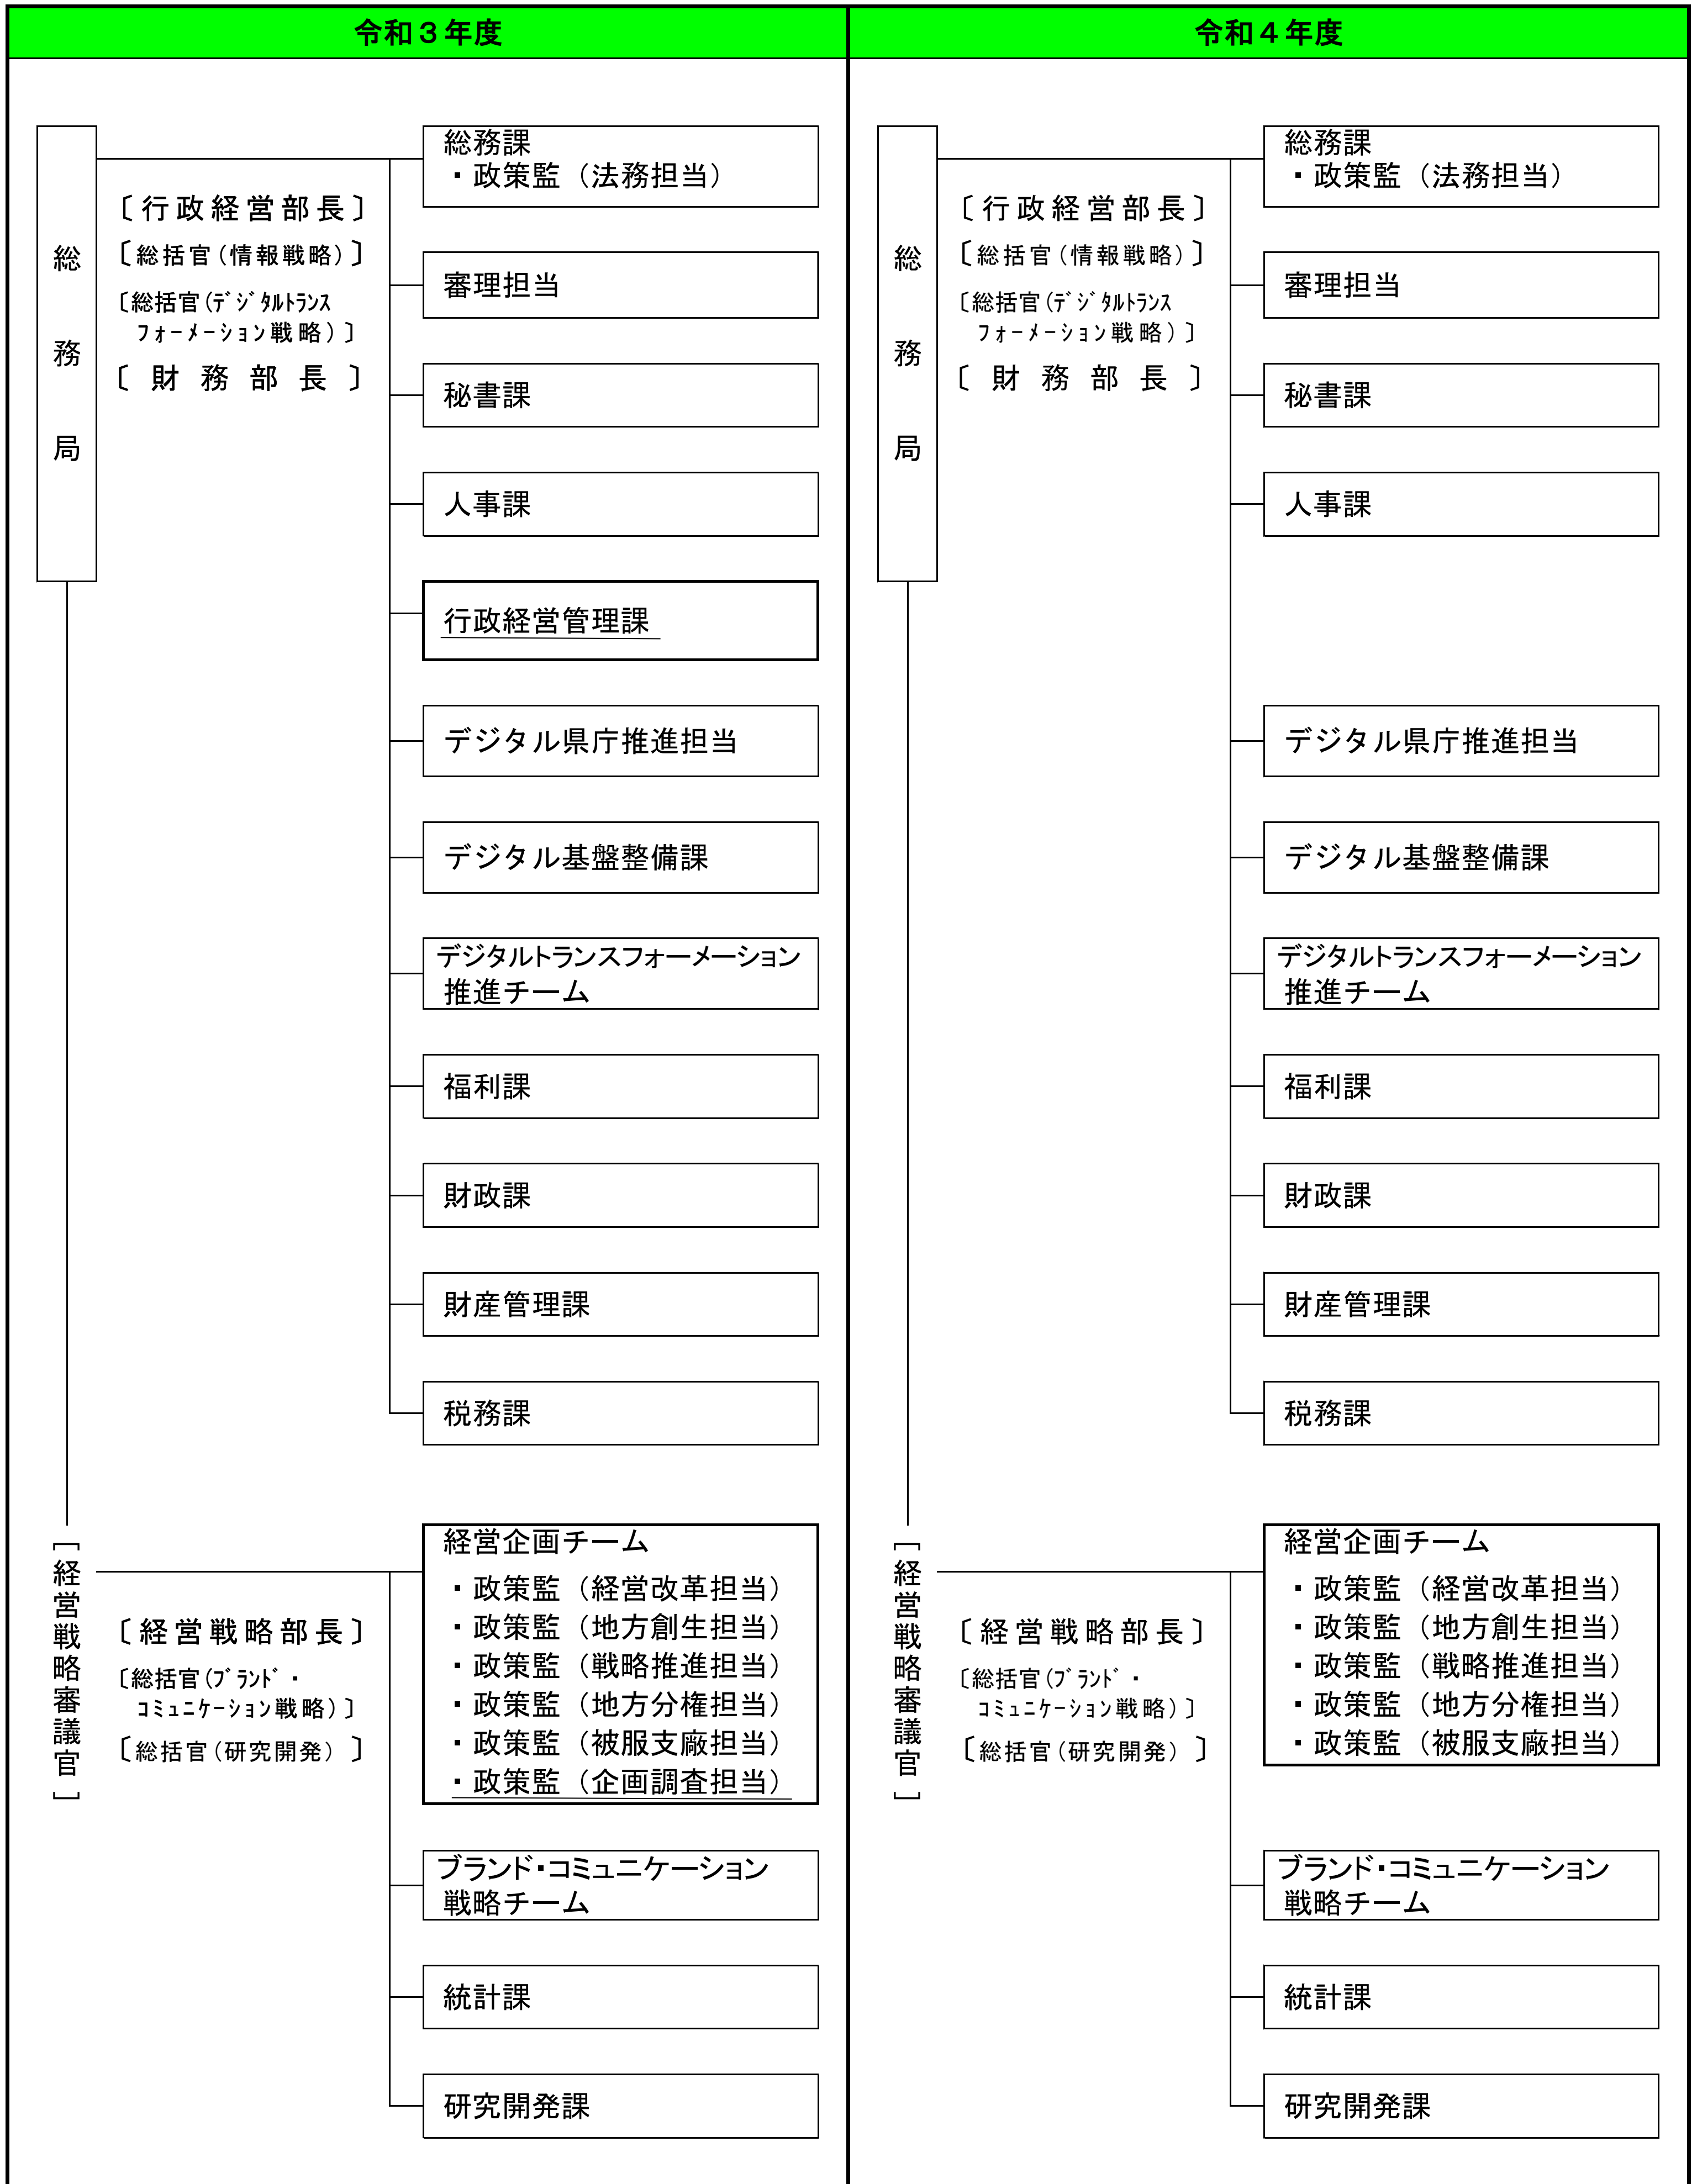 令和３年度
総務局
〔行政経営部長〕
〔総括官(情報戦略)〕
〔総括官(ﾃﾞｼﾞﾀﾙﾄﾗﾝｽ
ﾌｫｰﾒｰｼｮﾝ戦略)〕
〔財務部長〕
総務課
・政策監（法務担当）
審理担当
秘書課
人事課
行政経営管理課
デジタル県庁推進担当
デジタル基盤整備課
デジタルトランスフォーメーション
推進チーム
福利課
財政課
財産管理課
税務課
［経営戦略審議官］
〔経営戦略部長〕
〔総括官(ﾌﾞﾗﾝﾄﾞ・
ｺﾐｭﾆｹｰｼｮﾝ戦略)〕
〔総括官(研究開発)〕
経営企画チーム
・政策監（経営改革担当）
・政策監（地方創生担当）
・政策監（戦略推進担当）
・政策監（地方分権担当）
・政策監（被服支廠担当）
・政策監（企画調査担当）
ブランド・コミュニケーション
戦略チーム
統計課
研究開発課
令和４年度
総務局
〔行政経営部長〕
〔総括官(情報戦略)〕
〔総括官(ﾃﾞｼﾞﾀﾙﾄﾗﾝｽ
ﾌｫｰﾒｰｼｮﾝ戦略)〕
〔財務部長〕
総務課
・政策監（法務担当）
審理担当
秘書課
人事課
デジタル県庁推進担当
デジタル基盤整備課
デジタルトランスフォーメーション
推進チーム
福利課
財政課
財産管理課
税務課
［経営戦略審議官］
〔経営戦略部長〕
〔総括官(ﾌﾞﾗﾝﾄﾞ・
ｺﾐｭﾆｹｰｼｮﾝ戦略)〕
〔総括官(研究開発)〕
経営企画チーム
・政策監（経営改革担当）
・政策監（地方創生担当）
・政策監（戦略推進担当）
・政策監（地方分権担当）
・政策監（被服支廠担当）
ブランド・コミュニケーション
戦略チーム
統計課
研究開発課